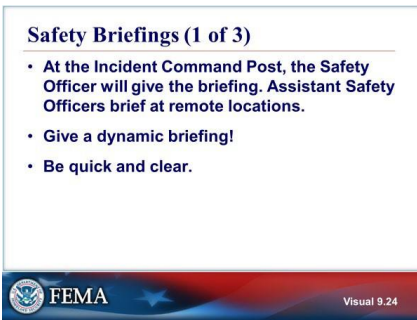 Safety Briefings (1 of 3)
• At the Incident Command Post, the Safety
Officer will give the briefing. Assistant Safety
Officers brief at remote locations.
• Give a dynamic briefing!
• Be quick and clear.
FEMA
Visual 9.24